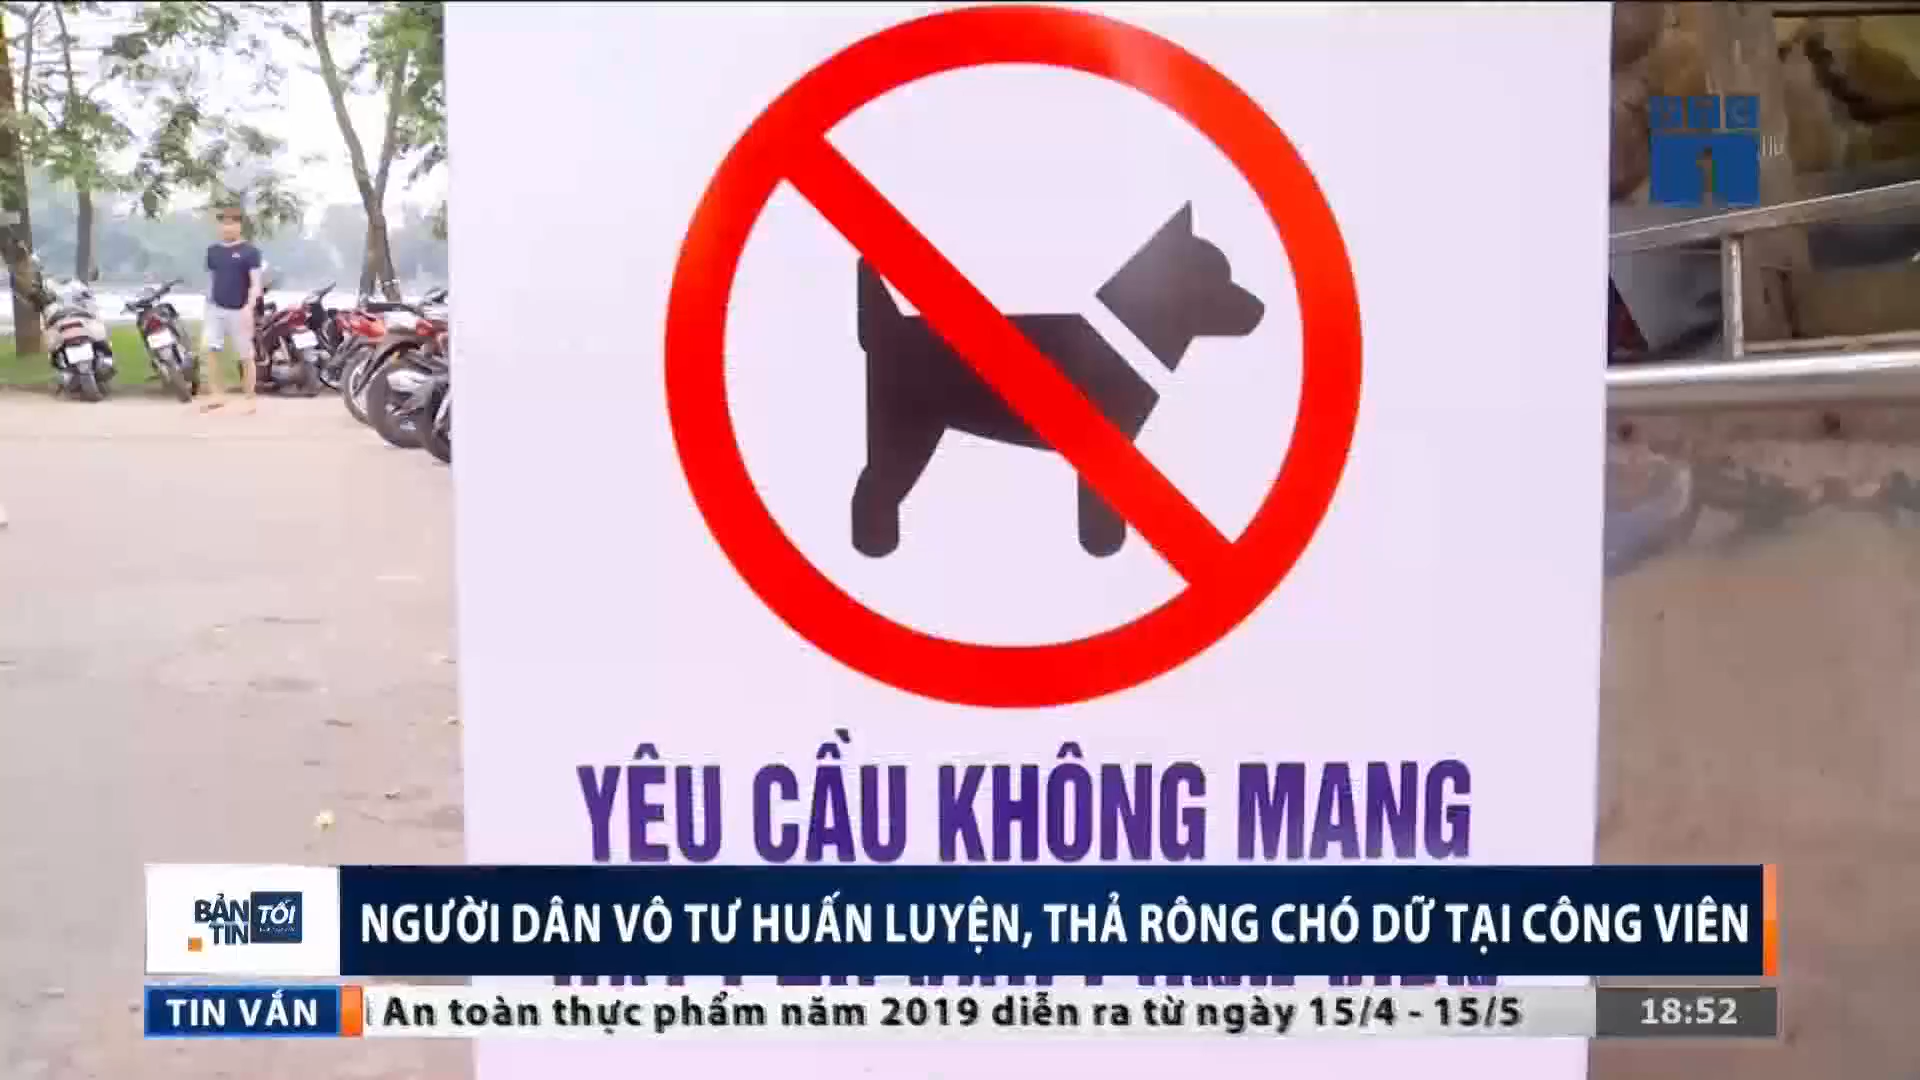 1
YÊU CẦU KHÔNG MANG
BẢN TIN TỐI
NGƯỜI DÂN VÔ TƯ HUẤN LUYỆN, THẢ RÔNG CHÓ DỮ TẠI CÔNG VIÊN
TIN VẮN
An toàn thực phẩm năm 2019 diễn ra từ ngày 15/4 - 15/5
18:52